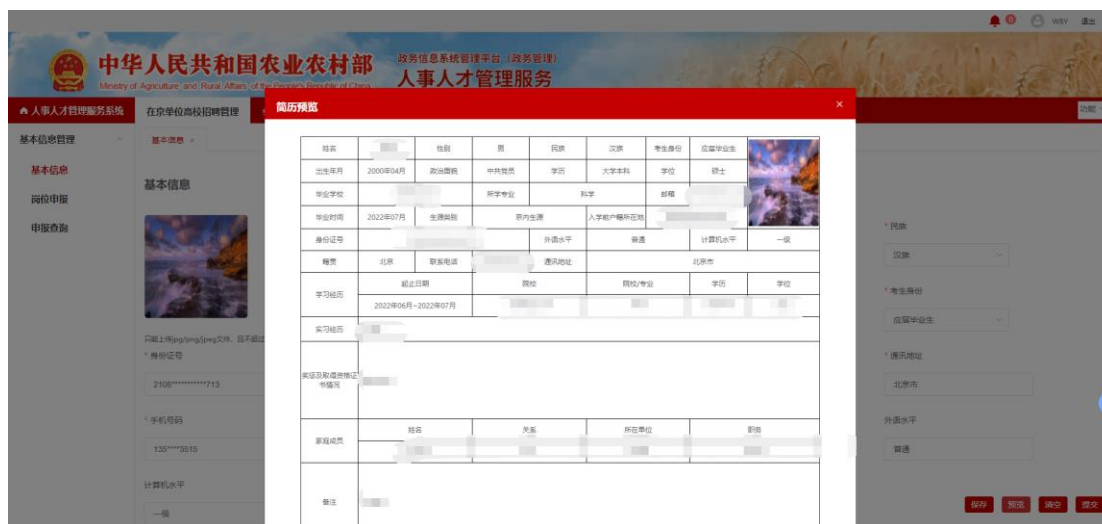 0 WBY 退出
中华人民共和国农业农村部 政务信息系统管理平台（政务管理）
Ministry of Agriculture and Rural Affairs of the People's Republic of China 人事人才管理服务
人事人才管理服务系统 在京单位高校招聘管理 功能
简历预览 ×
基本信息管理 基本信息 ×
基本信息
岗位申报
申报查询
基本信息
只能上传jpg/png/jpeg文件，且不超过
* 身份证号
2108***********713
* 手机号码
135****3515
计算机水平
一级
姓名 性别 男 民族 汉族 考生身份 应届毕业生
出生年月 2000年04月 政治面貌 中共党员 学历 大学本科 学位 硕士
毕业学校 所学专业 科学 邮箱
毕业时间 2022年07月 生源类别 京内生源 入学前户籍所在地
身份证号 外语水平 普通 计算机水平 一级
籍贯 北京 联系电话 通讯地址 北京市
学习经历 起止日期 院校 院校/专业 学历 学位
2022年06月~2022年07月
实习经历
奖惩及取得资格证
书情况
家庭成员 姓名 关系 所在单位 职务
备注
* 民族
汉族
* 考生身份
应届毕业生
* 通讯地址
北京市
外语水平
普通
保存 预览 清空 提交